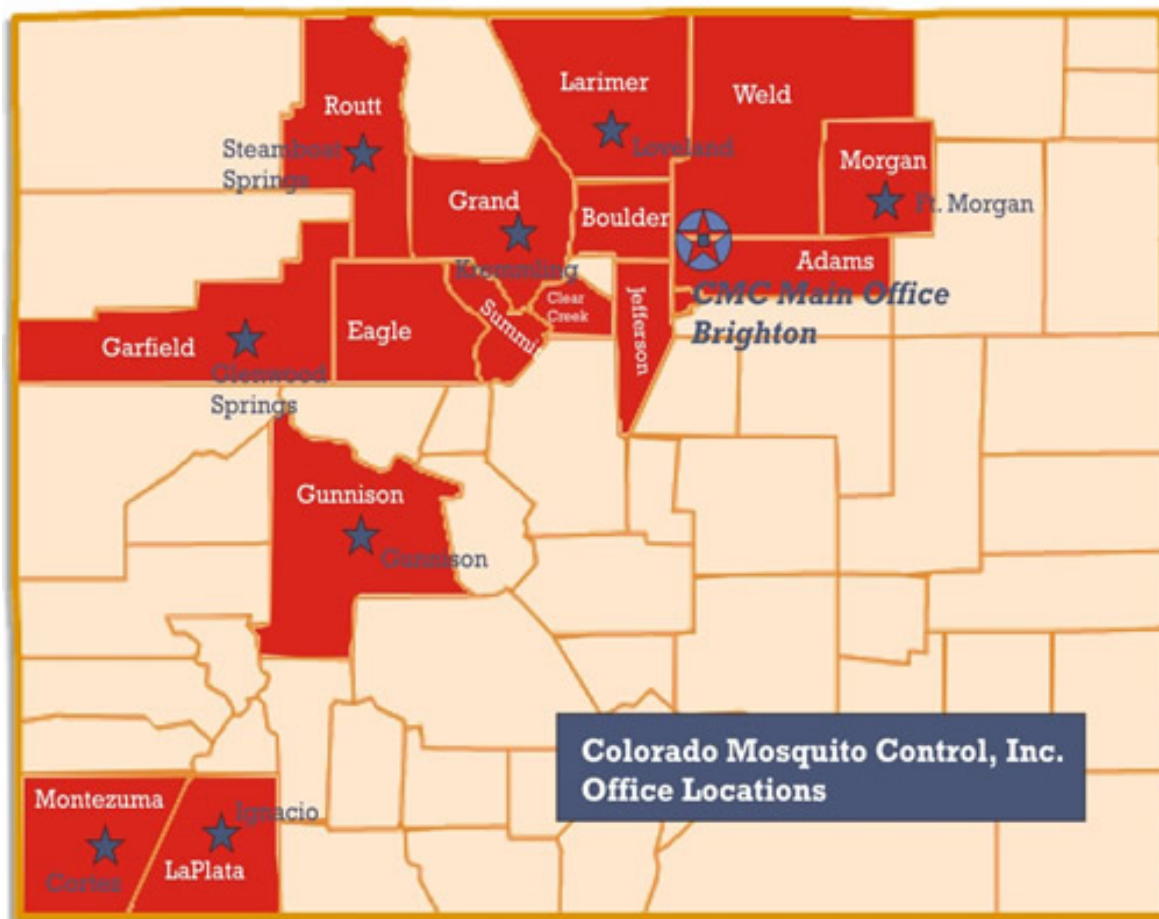 Routt
Steamboat
Springs
Larimer
Loveland
Weld
Morgan
Ft. Morgan
Grand
Kremmling
Boulder
Adams
CMC Main Office
Brighton
Clear
Creek
Jefferson
Summit
Eagle
Garfield
Glenwood
Springs
Gunnison
Gunnison
Montezuma
Cortez
Ignacio
LaPlata
Colorado Mosquito Control, Inc.
Office Locations